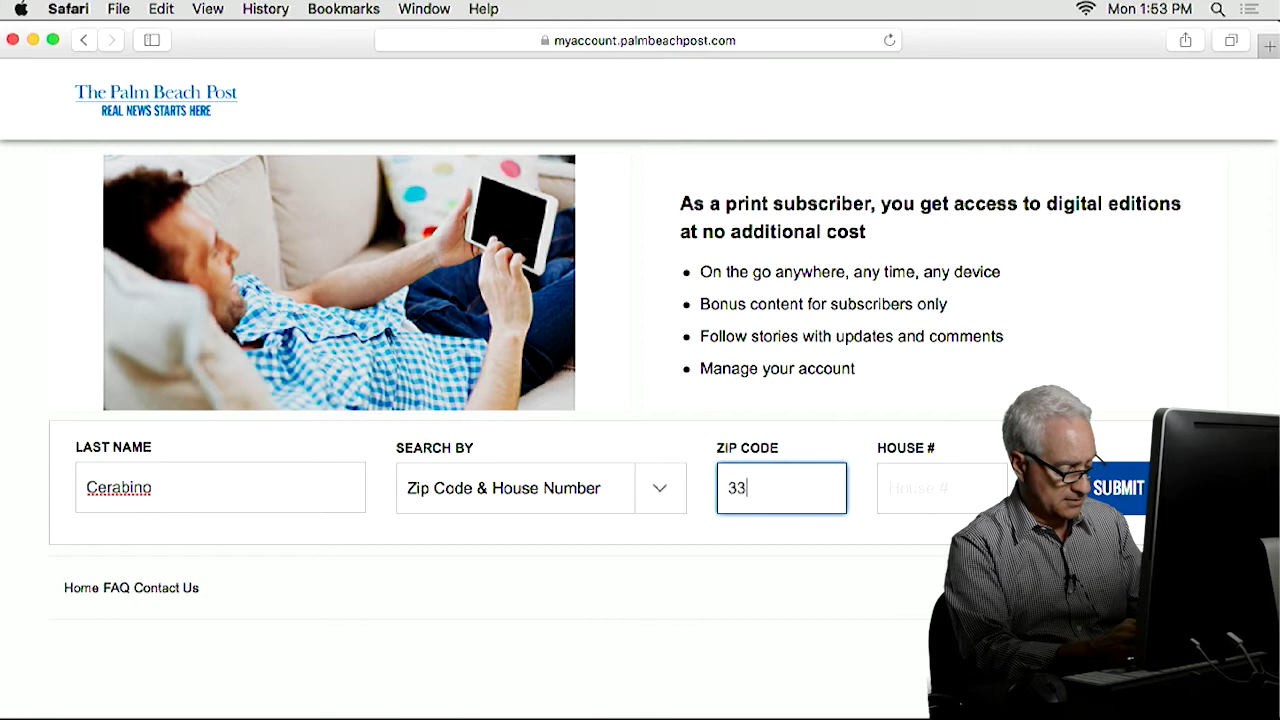 Safari File Edit View History Bookmarks Window Help Mon 1:53 PM
myaccount.palmbeachpost.com
The Palm Beach Post
REAL NEWS STARTS HERE
As a print subscriber, you get access to digital editions
at no additional cost
• On the go anywhere, any time, any device
• Bonus content for subscribers only
• Follow stories with updates and comments
• Manage your account
LAST NAME SEARCH BY ZIP CODE HOUSE #
Cerabino Zip Code & House Number 33 House # SUBMIT
Home FAQ Contact Us